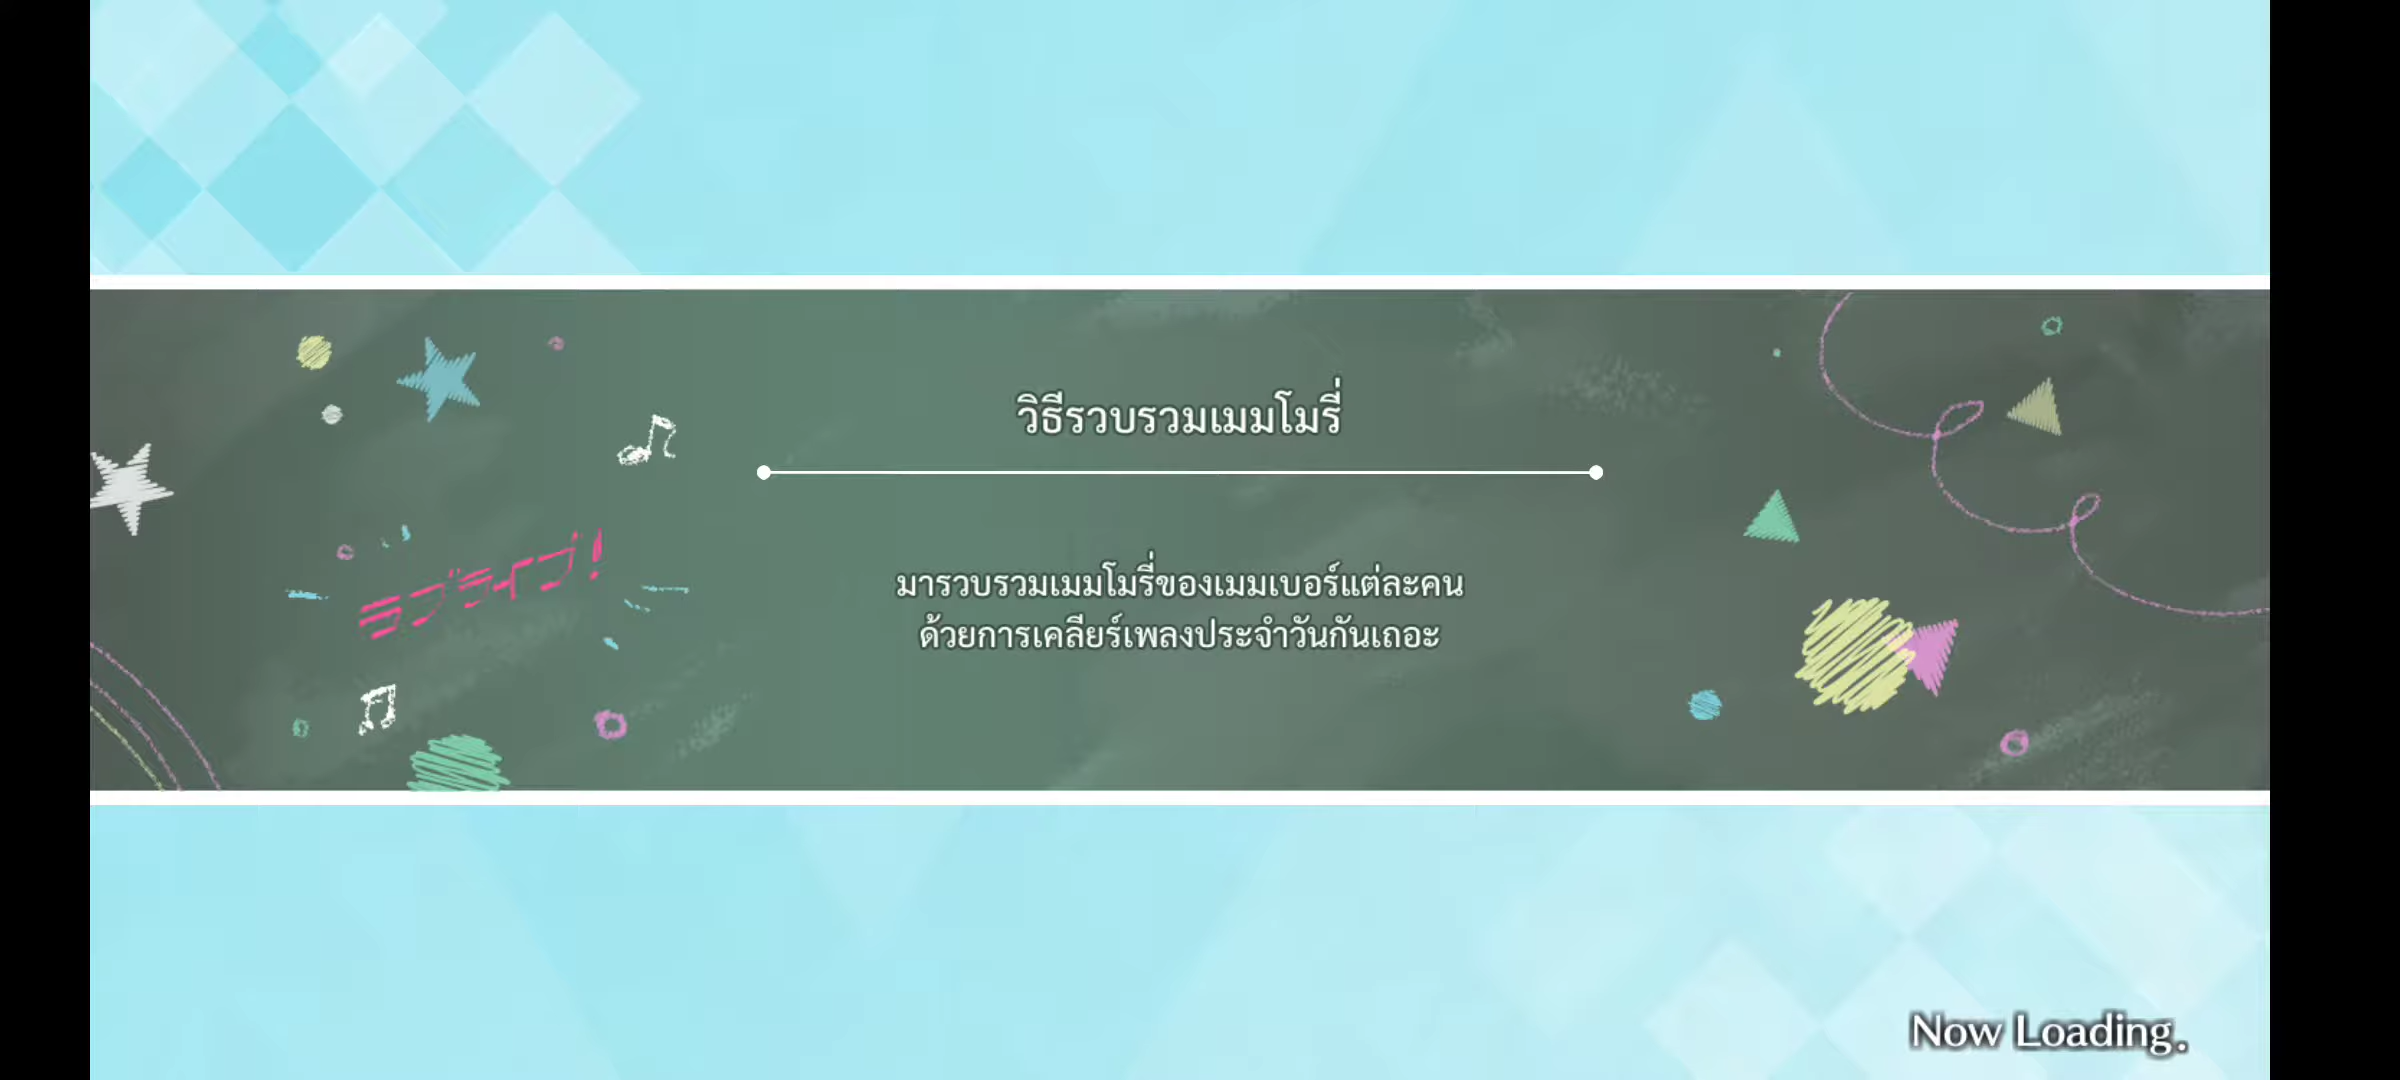 วิธีรวบรวมเมมโมรี่
ラブライブ!
มารวบรวมเมมโมรี่ของเมมเบอร์แต่ละคน
ด้วยการเคลียร์เพลงประจำวันกันเถอะ
Now Loading.